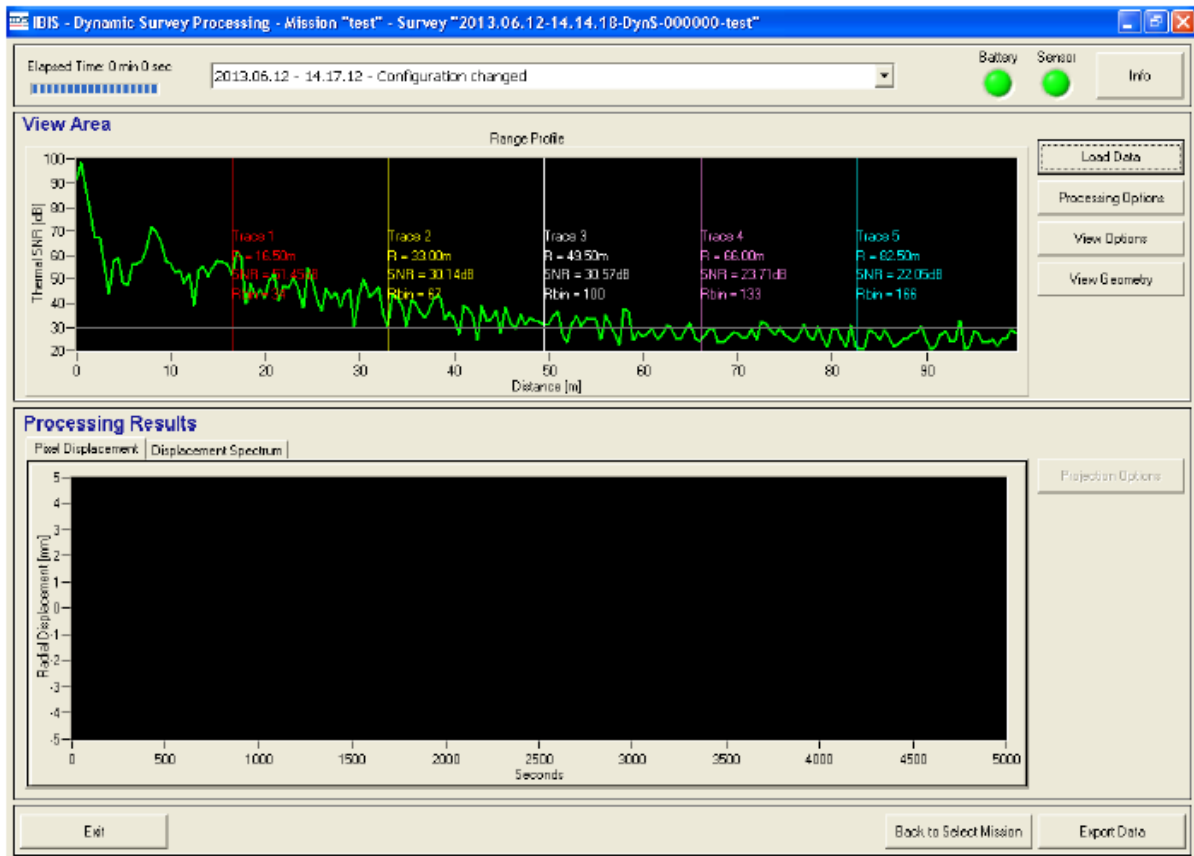 IBIS - Dynamic Survey Processing - Mission "test" - Survey "2013.06.12-14.14.18-DynS-000000-test"
Elapsed Time: 0 min 0 sec
2013.06.12 - 14.17.12 - Configuration changed
Battery
Sensor
Info
View Area
Range Profile
Thermal SNR [dB]
100
90
80
70
60
50
40
30
20
Trace 1
R = 16.50m
SNR = 51.45dB
Rbin = 34
Trace 2
R = 33.00m
SNR = 30.14dB
Rbin = 67
Trace 3
R = 49.50m
SNR = 30.57dB
Rbin = 100
Trace 4
R = 66.00m
SNR = 23.71dB
Rbin = 133
Trace 5
R = 82.50m
SNR = 22.05dB
Rbin = 166
0 10 20 30 40 50 60 70 80 90
Distance [m]
Load Data
Processing Options
View Options
View Geometry
Processing Results
Pixel Displacement
Displacement Spectrum
Radial Displacement [mm]
5
4
3
2
1
0
-1
-2
-3
-4
-5
0 500 1000 1500 2000 2500 3000 3500 4000 4500 5000
Seconds
Projection Options
Exit
Back to Select Mission
Export Data